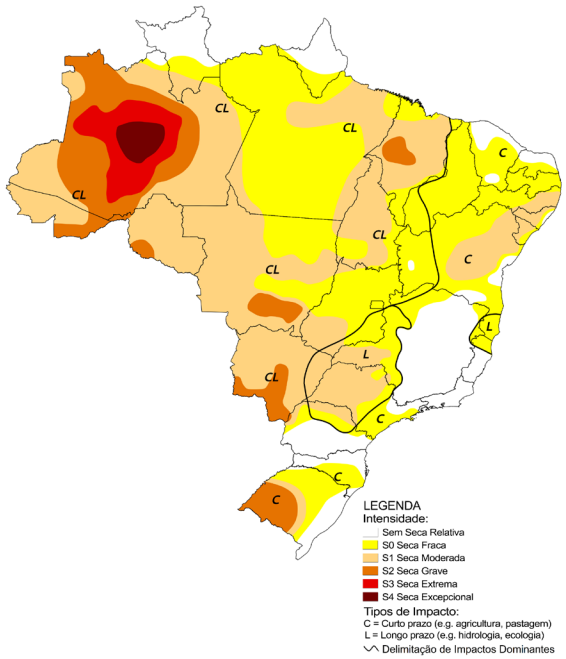 CL
CL
C
CL
CL
C
CL
L
L
CL
C
C
C
LEGENDA
Intensidade:
Sem Seca Relativa
S0 Seca Fraca
S1 Seca Moderada
S2 Seca Grave
S3 Seca Extrema
S4 Seca Excepcional
Tipos de Impacto:
C = Curto prazo (e.g. agricultura, pastagem)
L = Longo prazo (e.g. hidrologia, ecologia)
Delimitação de Impactos Dominantes